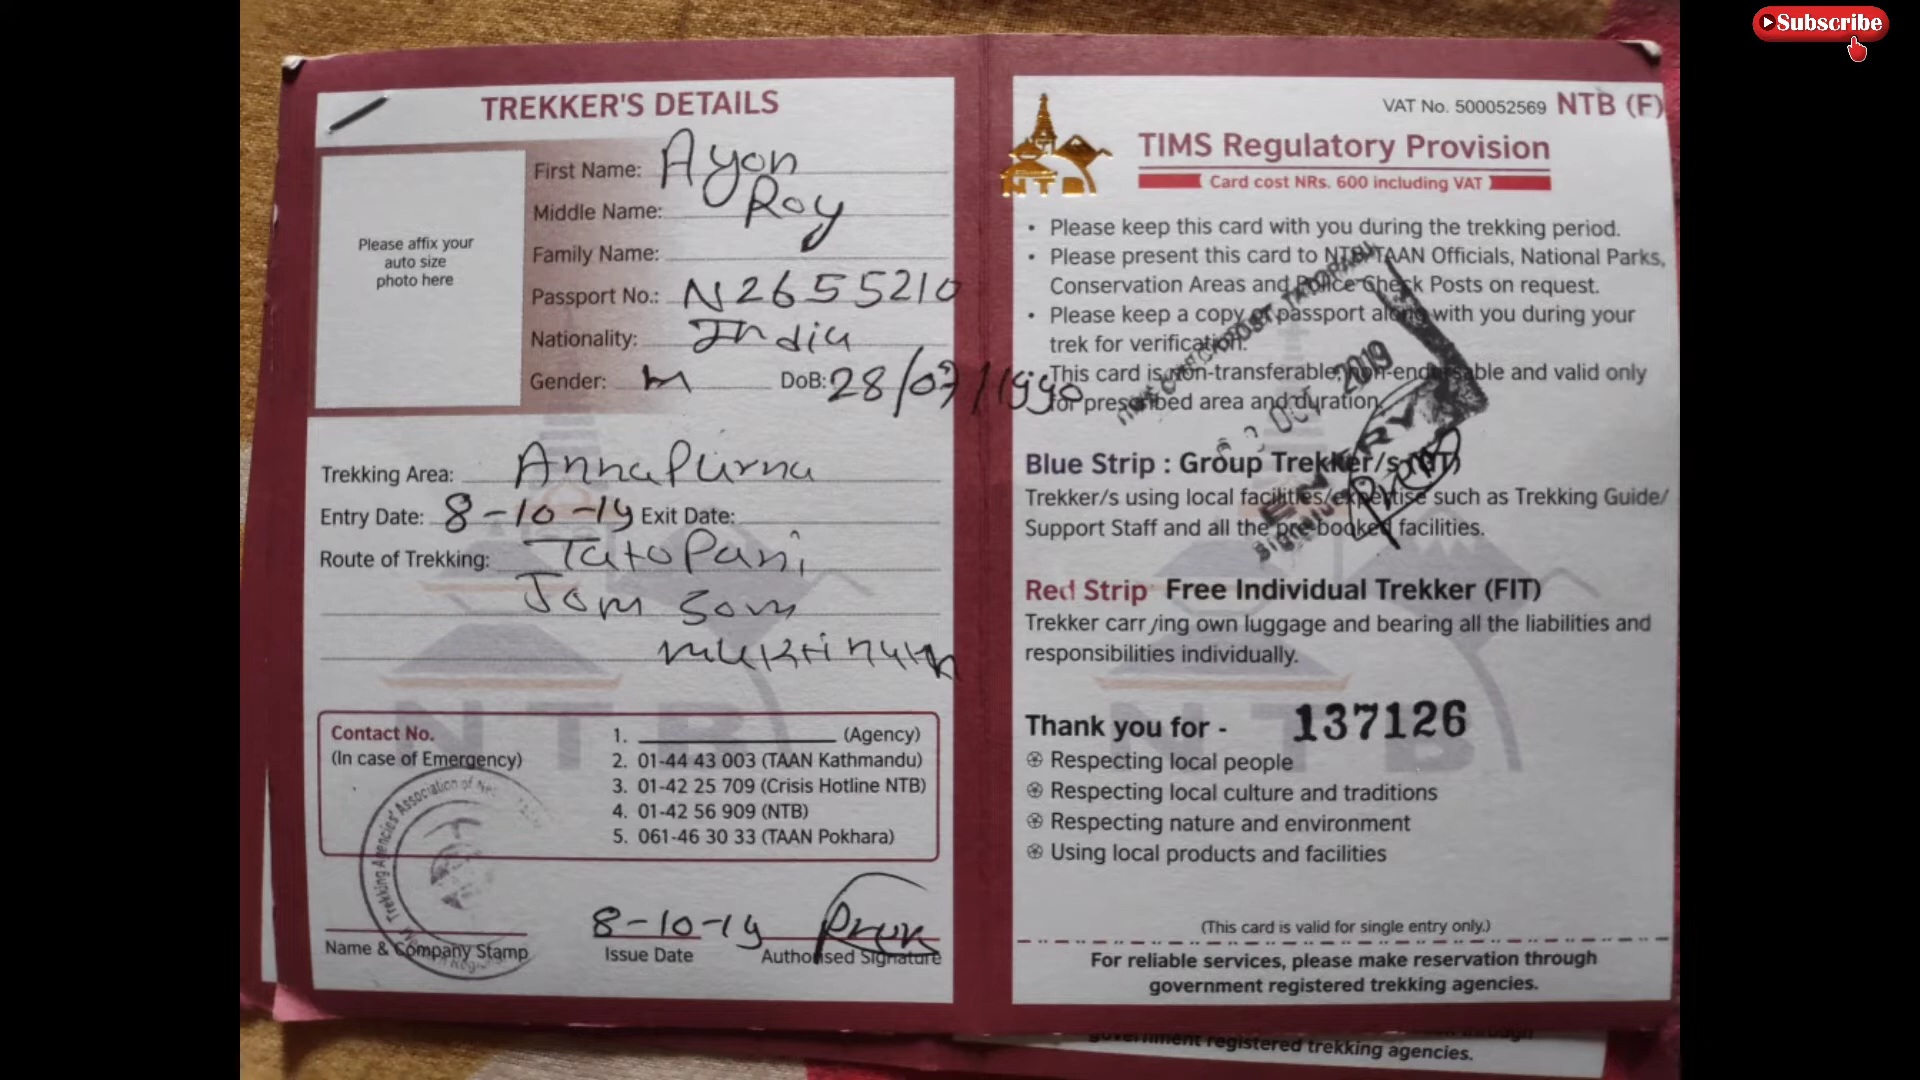 Subscribe
TREKKER'S DETAILS
Please affix your
auto size
photo here
First Name: Ayon
Middle Name: Roy
Family Name:
Passport No.: N2655210
Nationality: India
Gender: M DoB: 28/07/1990
Trekking Area: Annapurna
Entry Date: 8-10-19 Exit Date:
Route of Trekking: Tatopani
Jom som
muktinath
Contact No.
(In case of Emergency)
1. (Agency)
2. 01-44 43 003 (TAAN Kathmandu)
3. 01-42 25 709 (Crisis Hotline NTB)
4. 01-42 56 909 (NTB)
5. 061-46 30 33 (TAAN Pokhara)
Trekking Agencies' Association of
8-10-19
Name & Company Stamp Issue Date Authorised Signature
VAT No. 500052569 NTB (F)
NTB
TIMS Regulatory Provision
Card cost NRs. 600 including VAT
• Please keep this card with you during the trekking period.
• Please present this card to NTB, TAAN Officials, National Parks,
Conservation Areas and Police Check Posts on request.
• Please keep a copy of passport along with you during your
trek for verification.
This card is non-transferable, non-endorsable and valid only
for prescribed area and duration.
OCT 2019
ENTRY
Blue Strip : Group Trekker/s (GT)
Trekker/s using local facilities/expertise such as Trekking Guide/
Support Staff and all the pre-booked facilities.
Red Strip Free Individual Trekker (FIT)
Trekker carrying own luggage and bearing all the liabilities and
responsibilities individually.
Thank you for - 137126
Respecting local people
Respecting local culture and traditions
Respecting nature and environment
Using local products and facilities
(This card is valid for single entry only.)
For reliable services, please make reservation through
government registered trekking agencies.
government registered trekking agencies.